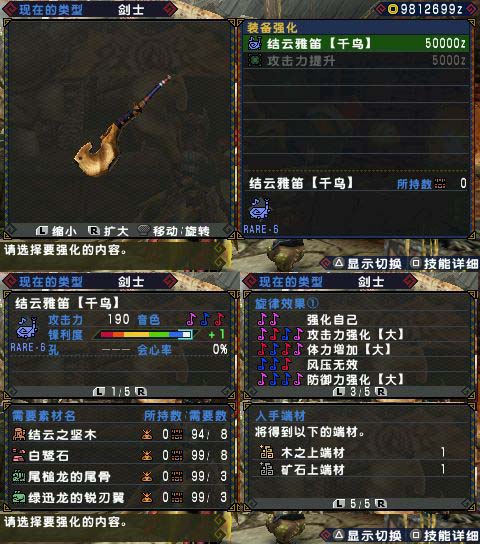 现在的类型 剑士
9812699z
装备强化
结云雅笛【千鸟】 50000z
攻击力提升 5000z
结云雅笛【千鸟】 所持数 0
RARE-6
L 缩小 R 扩大 移动/旋转
请选择要强化的内容。
△显示切换 □技能详细
现在的类型 剑士
结云雅笛【千鸟】
攻击力 190 音色
锋利度 +1
RARE-6
孔 --- 会心率 0%
L 1/5 R
需要素材名 所持数 需要数
结云之坚木 0 94/ 8
白鹭石 0 99/ 8
尾槌龙的尾骨 0 99/ 3
绿迅龙的锐刃翼 0 99/ 3
请选择要强化的内容。
现在的类型 剑士
旋律效果①
强化自己
攻击力强化【大】
体力增加【大】
风压无效
防御力强化【大】
L 3/5 R
入手端材
将得到以下的端材。
木之上端材 1
矿石上端材 1
L 5/5 R
△显示切换 □技能详细